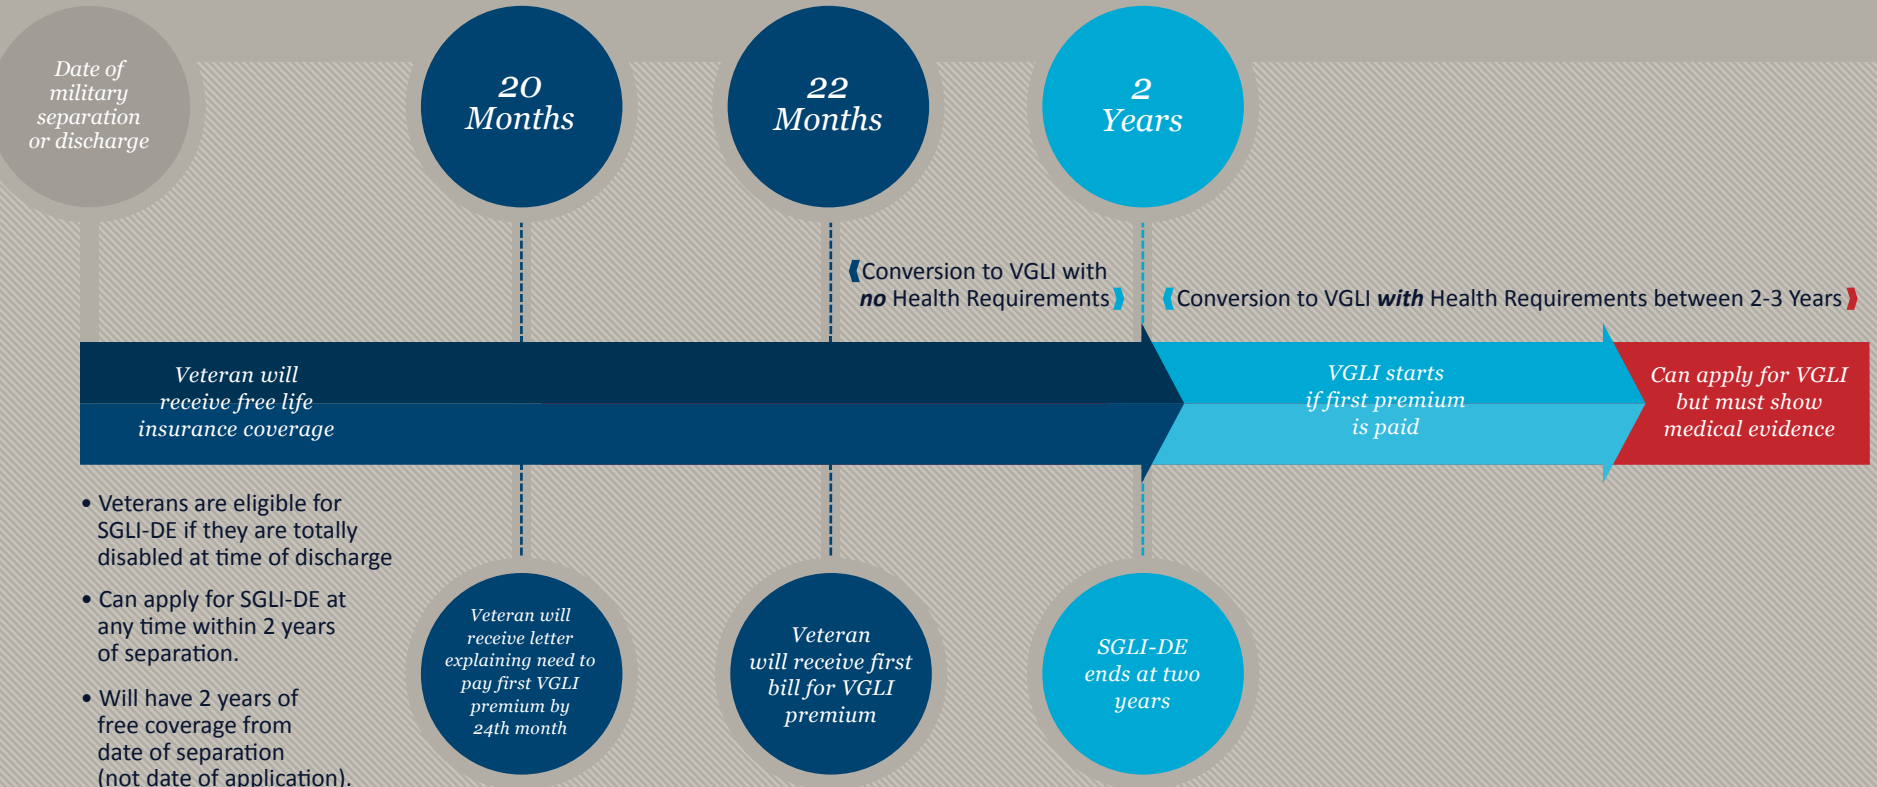 Date of
military
separation
or discharge
20
Months
22
Months
2
Years
Conversion to VGLI with
no Health Requirements
Conversion to VGLI with Health Requirements between 2-3 Years
Veteran will
receive free life
insurance coverage
VGLI starts
if first premium
is paid
Can apply for VGLI
but must show
medical evidence
• Veterans are eligible for
SGLI-DE if they are totally
disabled at time of discharge
• Can apply for SGLI-DE at
any time within 2 years
of separation.
• Will have 2 years of
free coverage from
date of separation
(not date of application).
Veteran will
receive letter
explaining need to
pay first VGLI
premium by
24th month
Veteran
will receive first
bill for VGLI
premium
SGLI-DE
ends at two
years